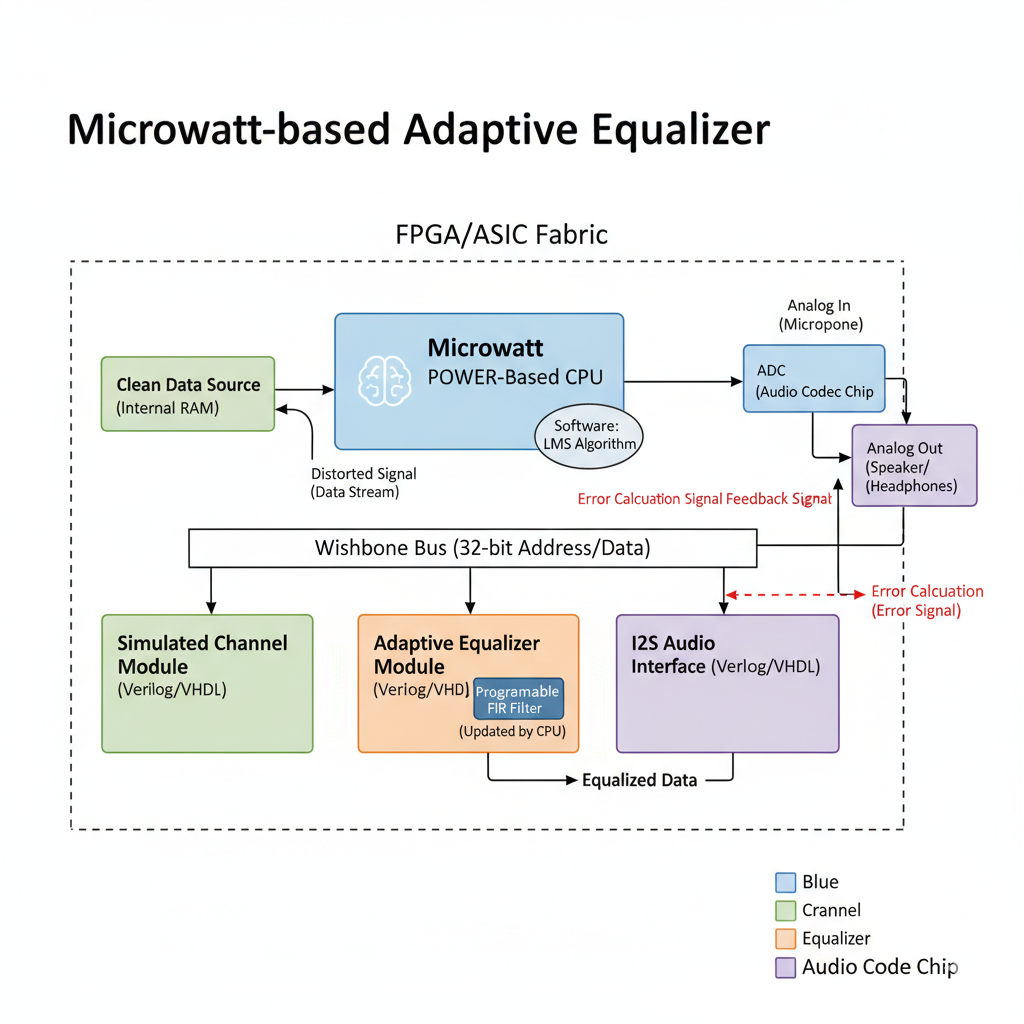 Microwatt-based Adaptive Equalizer
FPGA/ASIC Fabric
Analog In
(Micropone)
Clean Data Source
(Internal RAM)
Microwatt
POWER-Based CPU
Software:
LMS Algorithm
ADC
(Audio Codec Chip
Analog Out
(Speaker/
(Headphones)
Distorted Signal
(Data Stream)
Error Calcuation Signal Feedback Signat
Wishbone Bus (32-bit Address/Data)
Error Calcuation
(Error Signal)
Simulated Channel
Module
(Verilog/VHDL)
Adaptive Equalizer
Module
(Verlog/VHD)
Programable
FIR Filter
(Updated by CPU)
I2S Audio
Interface (Verlog/VHDL)
Equalized Data
Blue
Crannel
Equalizer
Audio Code Chip